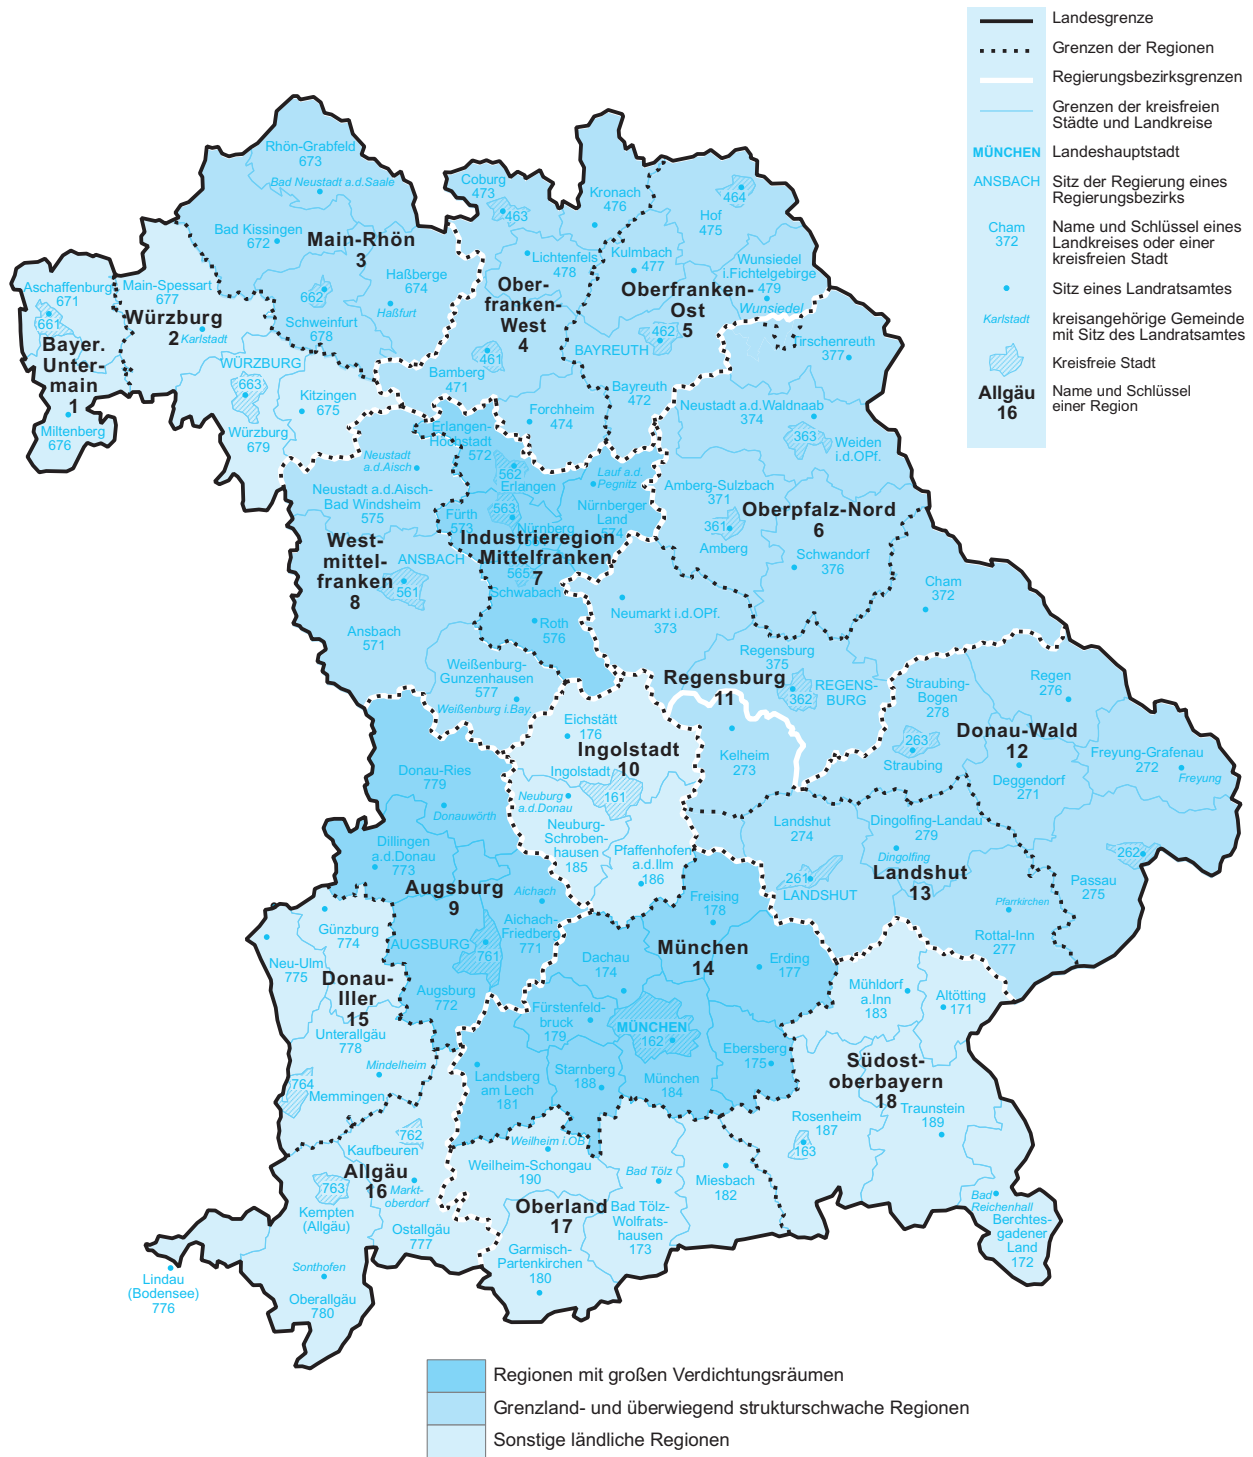 Landesgrenze
Grenzen der Regionen
Regierungsbezirksgrenzen
Grenzen der kreisfreien
Städte und Landkreise
MÜNCHEN
Landeshauptstadt
ANSBACH
Sitz der Regierung eines
Regierungsbezirks
Cham
372
Name und Schlüssel eines
Landkreises oder einer
kreisfreien Stadt
Sitz eines Landratsamtes
Karlstadt
kreisangehörige Gemeinde
mit Sitz des Landratsamtes
Kreisfreie Stadt
Allgäu
16
Name und Schlüssel
einer Region
Rhön-Grabfeld
673
Bad Neustadt a.d.Saale
Bad Kissingen
672
Main-Rhön
3
Haßberge
674
Haßfurt
662
Schweinfurt
678
Coburg
473
463
Kronach
476
Lichtenfels
478
Kulmbach
477
Ober-
franken-
West
4
461
Bamberg
471
Forchheim
474
464
Hof
475
Wunsiedel
i.Fichtelgebirge
479
Wunsiedel
Oberfranken-
Ost
5
462
BAYREUTH
Bayreuth
472
Aschaffenburg
671
661
Bayer.
Unter-
main
1
Miltenberg
676
Main-Spessart
677
Würzburg
2
Karlstadt
WÜRZBURG
663
Kitzingen
675
Würzburg
679
Tirschenreuth
377
Neustadt a.d.Waldnaab
374
363
Weiden
i.d.OPf.
Amberg-Sulzbach
371
361
Amberg
Oberpfalz-Nord
6
Schwandorf
376
Erlangen-
Höchstadt
572
562
Erlangen
Lauf a.d.
Pegnitz
563
Nürnberg
Nürnberger
Land
574
Fürth
573
Industrieregion
Mittelfranken
7
565
Schwabach
Roth
576
Neustadt
a.d.Aisch
Neustadt a.d.Aisch-
Bad Windsheim
575
West-
mittel-
franken
8
ANSBACH
561
Ansbach
571
Weißenburg-
Gunzenhausen
577
Weißenburg i.Bay.
Neumarkt i.d.OPf.
373
Cham
372
Regensburg
375
362
REGENS-
BURG
Regensburg
11
Kelheim
273
Straubing-
Bogen
278
263
Straubing
Regen
276
Donau-Wald
12
Deggendorf
271
Freyung-Grafenau
272
Freyung
262
Passau
275
Eichstätt
176
Ingolstadt
10
Ingolstadt
161
Neuburg
a.d.Donau
Neuburg-
Schroben-
hausen
185
Pfaffenhofen
a.d.Ilm
186
Landshut
274
261
LANDSHUT
Dingolfing-Landau
279
Dingolfing
Landshut
13
Pfarrkirchen
Rottal-Inn
277
Donau-Ries
779
Donauwörth
Dillingen
a.d.Donau
773
Augsburg
9
Aichach
Aichach-
Friedberg
771
AUGSBURG
761
Augsburg
772
Günzburg
774
Neu-Ulm
775
Donau-
Iller
15
Unterallgäu
778
Mindelheim
764
Memmingen
Freising
178
München
14
Erding
177
Dachau
174
Fürstenfeld-
bruck
179
MÜNCHEN
162
Ebersberg
175
Landsberg
am Lech
181
Starnberg
188
München
184
Mühldorf
a.Inn
183
Altötting
171
Südost-
oberbayern
18
Rosenheim
187
163
Traunstein
189
Bad
Reichenhall
Berchtes-
gadener
Land
172
762
Kaufbeuren
Allgäu
16
763
Kempten
(Allgäu)
Markt-
oberdorf
Ostallgäu
777
Lindau
(Bodensee)
776
Sonthofen
Oberallgäu
780
Weilheim i.OB
Weilheim-Schongau
190
Oberland
17
Garmisch-
Partenkirchen
180
Bad Tölz
Bad Tölz-
Wolfrats-
hausen
173
Miesbach
182
Regionen mit großen Verdichtungsräumen
Grenzland- und überwiegend strukturschwache Regionen
Sonstige ländliche Regionen